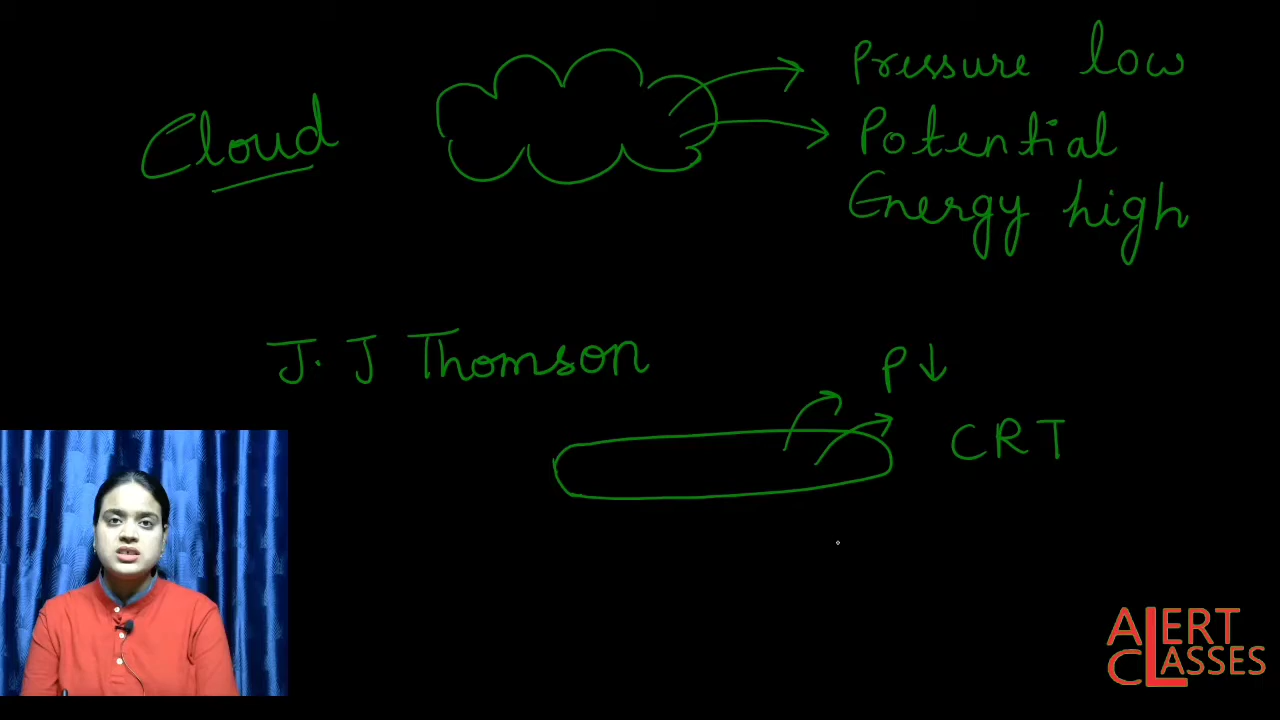 Cloud
Pressure low
Potential
Energy high
J.J Thomson
P↓
CRT
ALERT
CLASSES